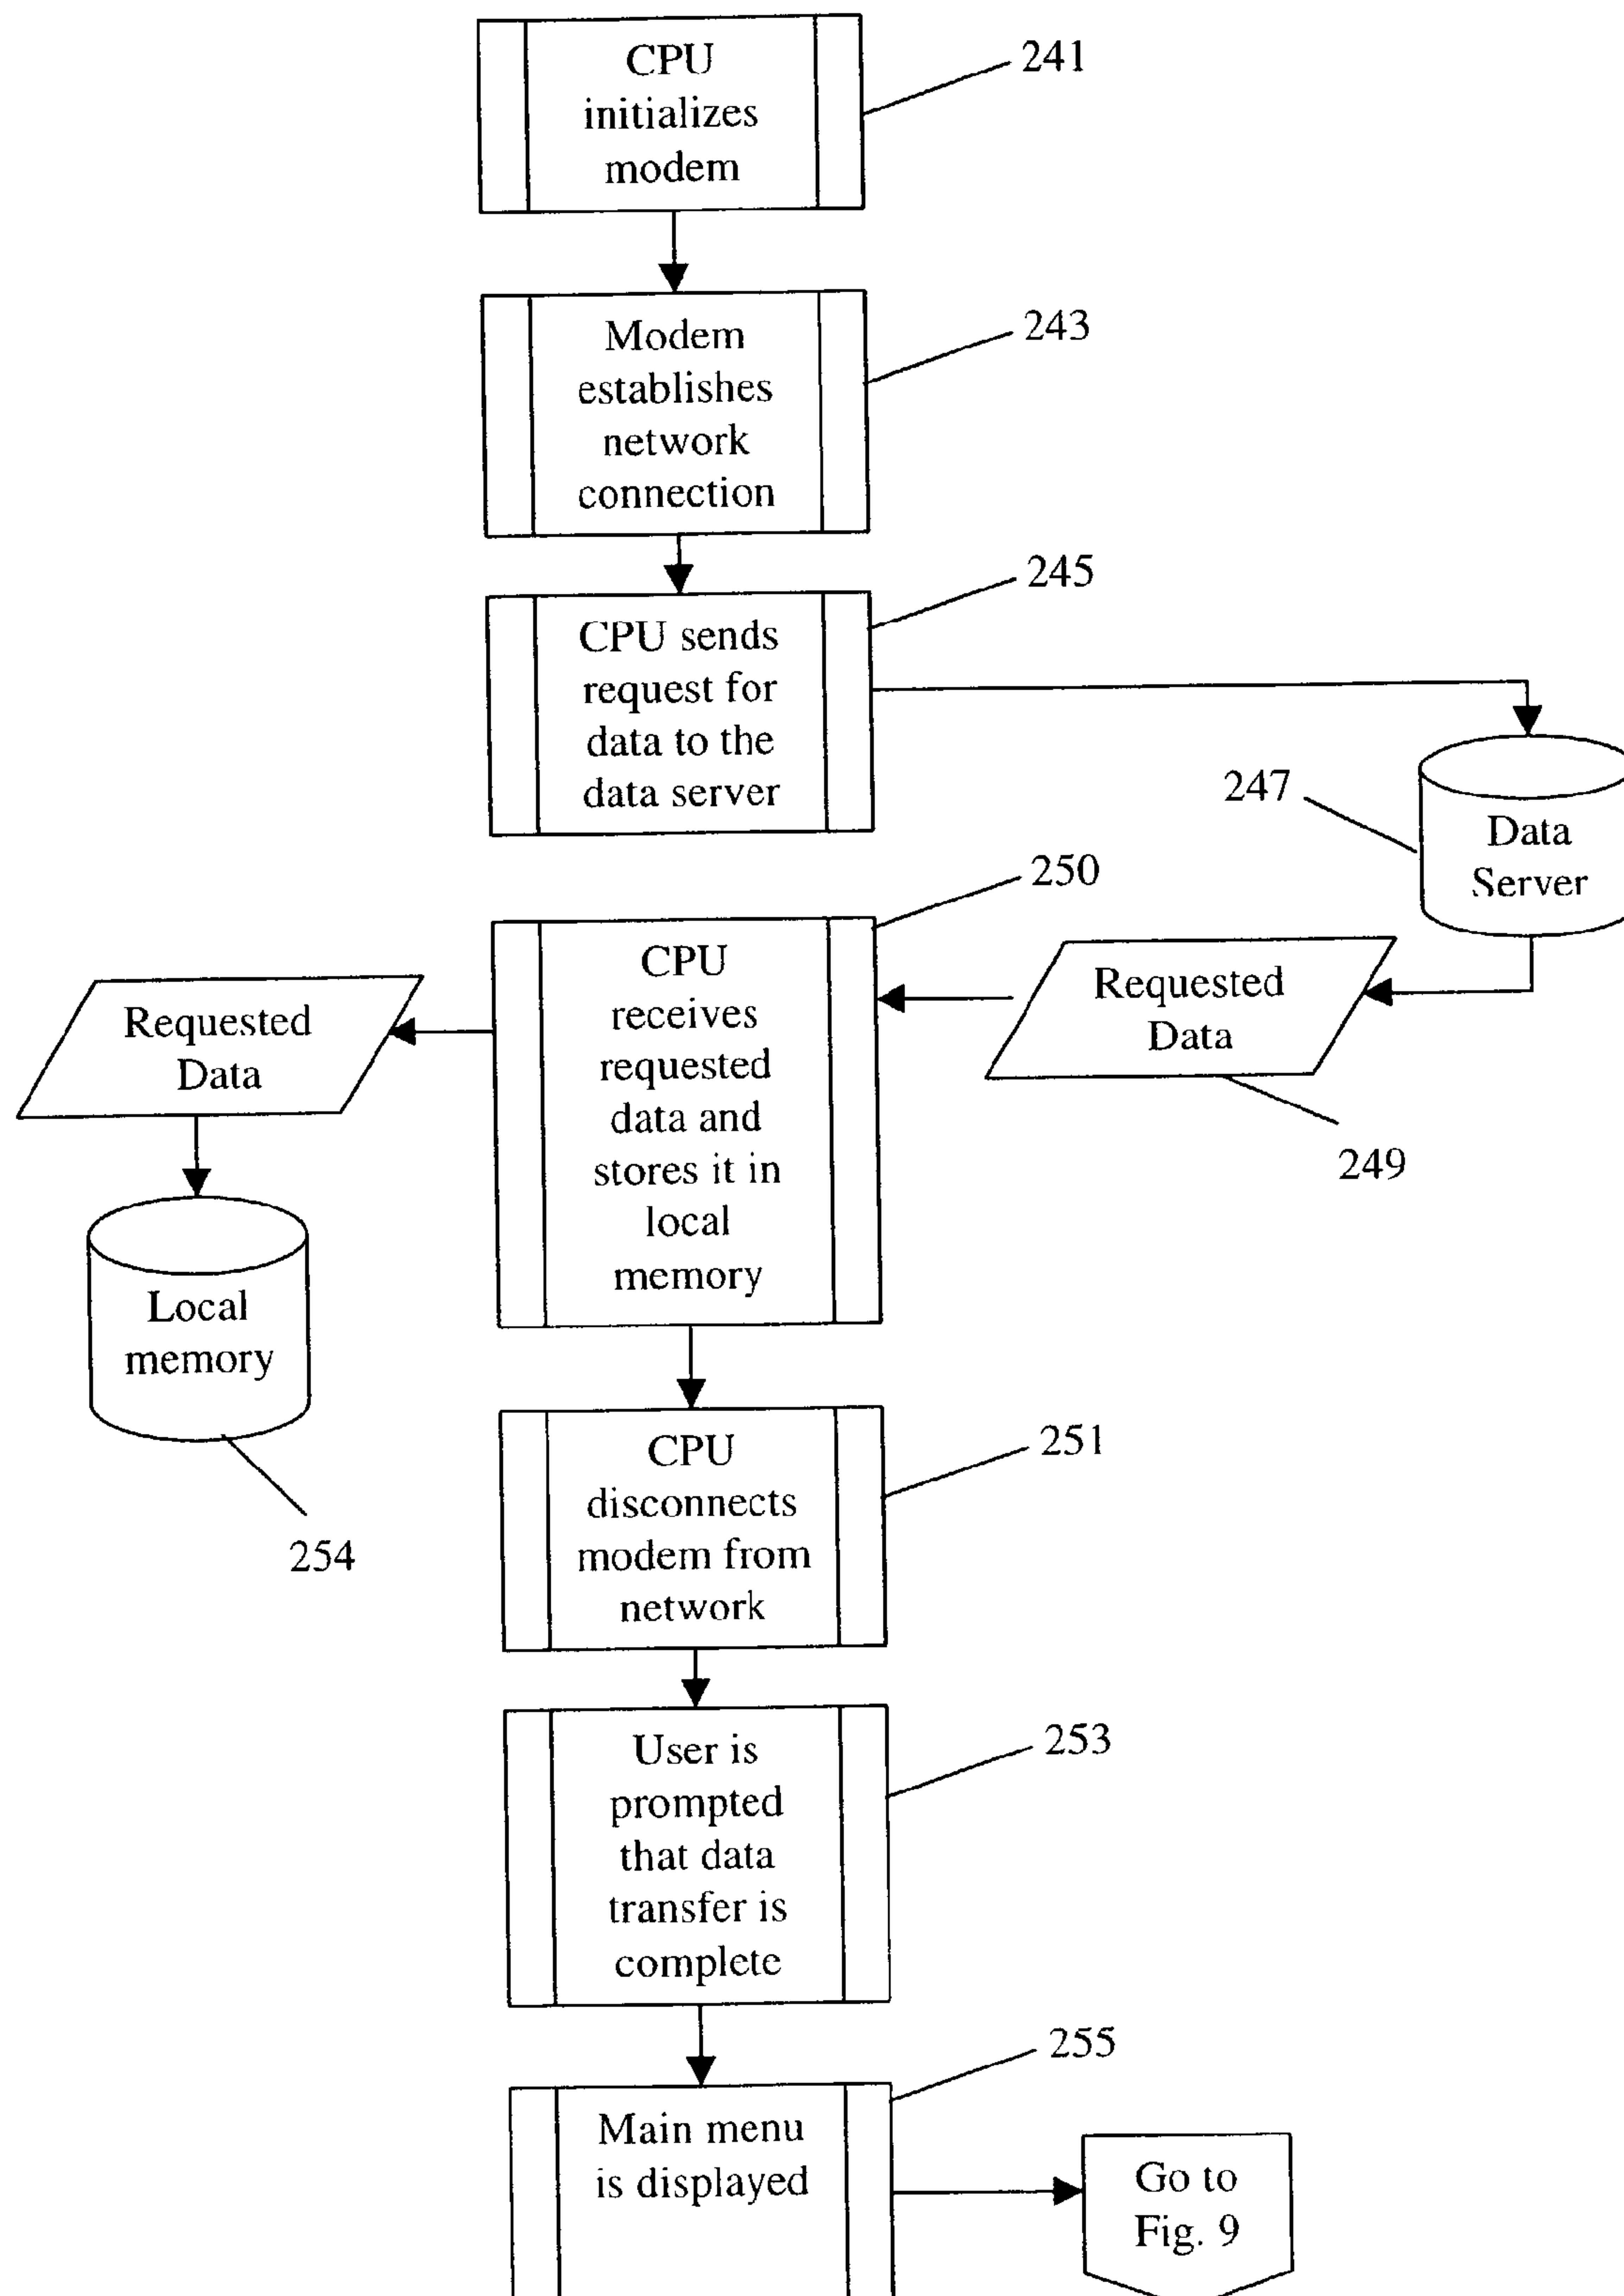 CPU
initializes
modem
241
Modem
establishes
network
connection
243
CPU sends
request for
data to the
data server
245
247
Data
Server
250
CPU
receives
requested
data and
stores it in
local
memory
Requested
Data
249
Requested
Data
Local
memory
254
CPU
disconnects
modem from
network
251
User is
prompted
that data
transfer is
complete
253
Main menu
is displayed
255
Go to
Fig. 9